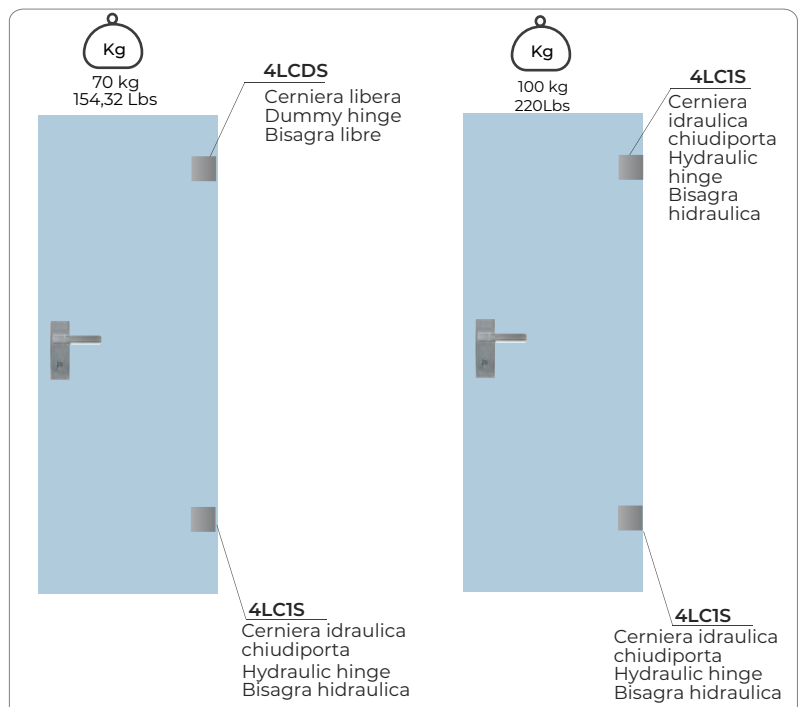 Kg
70 kg
154,32 Lbs
4LCDS
Cerniera libera
Dummy hinge
Bisagra libre
4LC1S
Cerniera idraulica
chiudiporta
Hydraulic hinge
Bisagra hidraulica
Kg
100 kg
220Lbs
4LC1S
Cerniera
idraulica
chiudiporta
Hydraulic
hinge
Bisagra
hidraulica
4LC1S
Cerniera idraulica
chiudiporta
Hydraulic hinge
Bisagra hidraulica